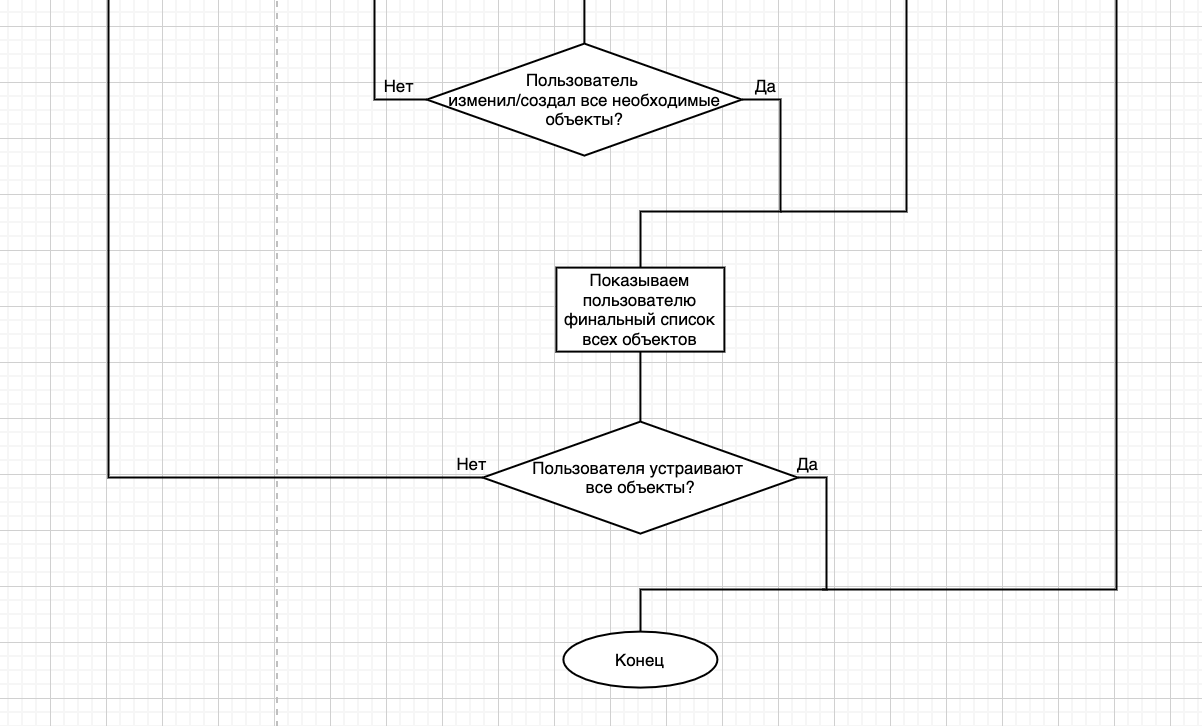 Нет
Пользователь
изменил/создал все необходимые
объекты?
Да
Показываем
пользователю
финальный список
всех объектов
Нет
Пользователя устраивают
все объекты?
Да
Конец